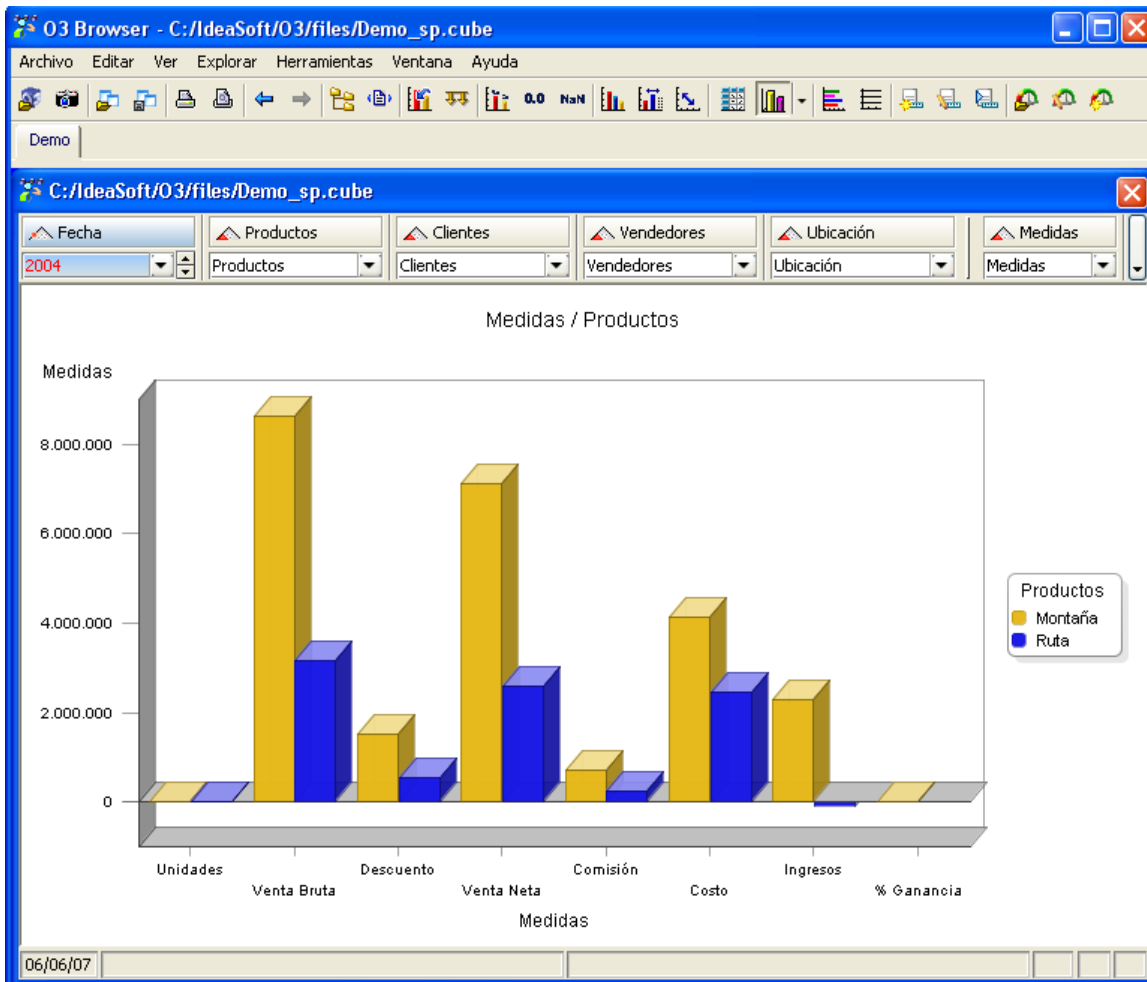 O3 Browser - C:/IdeaSoft/O3/files/Demo_sp.cube
Archivo Editar Ver Explorar Herramientas Ventana Ayuda
0.0 NaN
Demo
C:/IdeaSoft/O3/files/Demo_sp.cube
Fecha Productos Clientes Vendedores Ubicación Medidas
2004 Productos Clientes Vendedores Ubicación Medidas
Medidas / Productos
Medidas
8.000.000
6.000.000
4.000.000
2.000.000
0
Productos
Montaña
Ruta
Unidades Descuento Comisión Ingresos
Venta Bruta Venta Neta Costo % Ganancia
Medidas
06/06/07